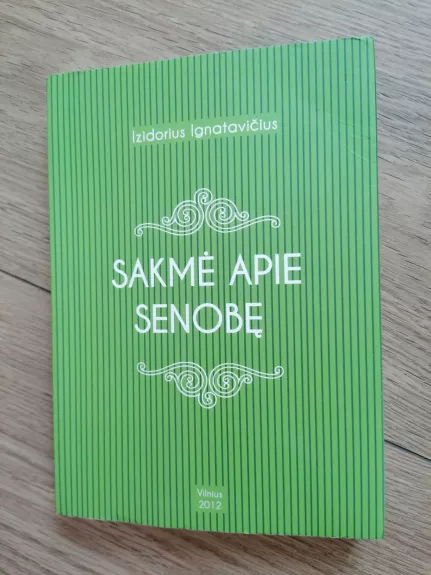 Izidorius Ignatavičius
SAKMĖ APIE
SENOBĘ
Vilnius
2012